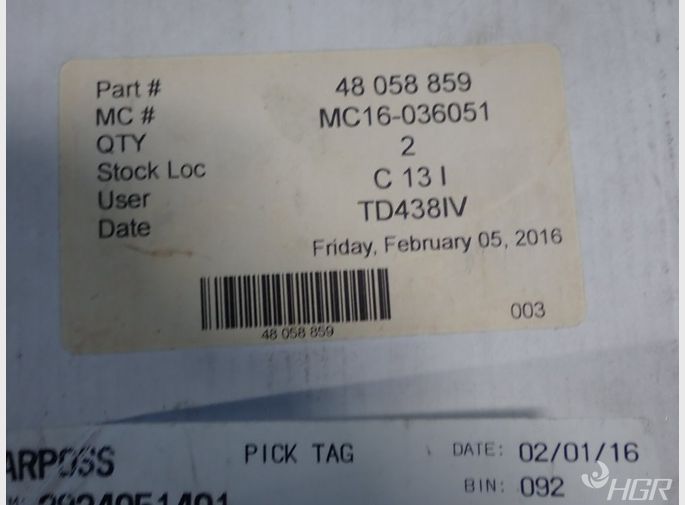 Part # 48 058 859
MC # MC16-036051
QTY 2
Stock Loc C 13 I
User TD438IV
Date Friday, February 05, 2016
48 058 859
003
ARPOSS PICK TAG DATE: 02/01/16
BIN: 092
HGR